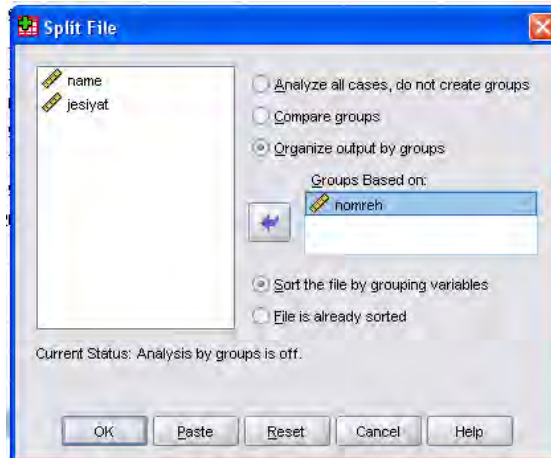 Split File
name
jesiyat
Analyze all cases, do not create groups
Compare groups
Organize output by groups
Groups Based on:
nomreh
Sort the file by grouping variables
File is already sorted
Current Status: Analysis by groups is off.
OK
Paste
Reset
Cancel
Help